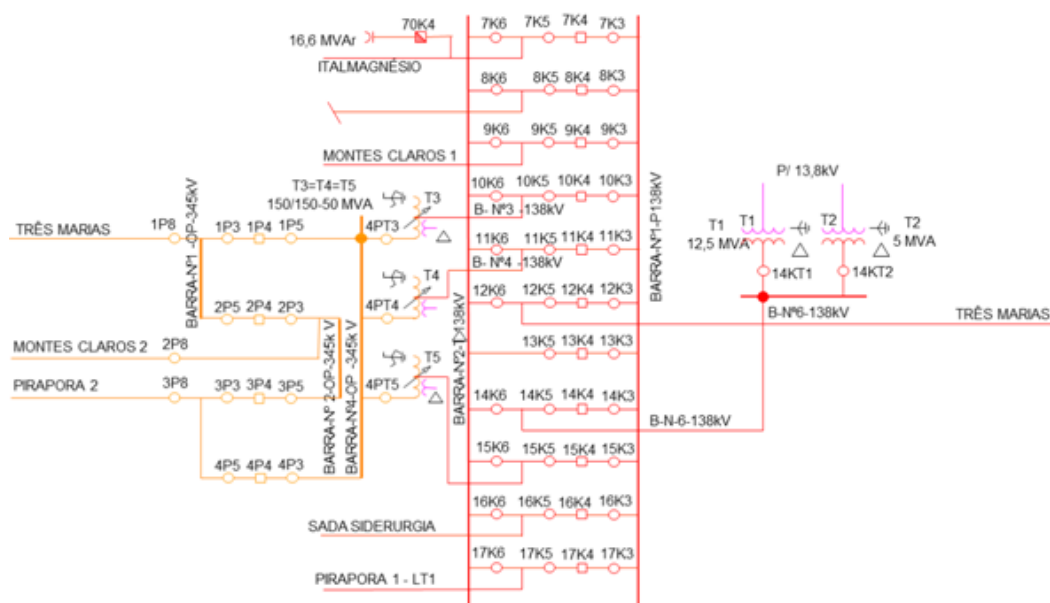 70K4
7K6 7K5 7K4 7K3
16,6 MVAr
ITALMAGNÉSIO
8K6 8K5 8K4 8K3
9K6 9K5 9K4 9K3
MONTES CLAROS 1
T3=T4=T5
150/150-50 MVA
T3
10K6 10K5 10K4 10K3
B- Nº3 -138kV
P/ 13,8kV
TRÊS MARIAS
1P8 1P3 1P4 1P5
4PT3
11K6 11K5 11K4 11K3
B- Nº4 -138kV
T1 T1 T2 T2
12,5 MVA
5 MVA
14KT1
14KT2
BARRA-Nº1 -OP-345kV
BARRA-Nº1-P138kV
T4
4PT4
2P5 2P4 2P3
12K6 12K5 12K4 12K3
B-Nº6-138kV
TRÊS MARIAS
MONTES CLAROS 2
2P8
13K5 13K4 13K3
T5
PIRAPORA 2
3P8 3P3 3P4 3P5
4PT5
14K6 14K5 14K4 14K3
B-N-6-138kV
BARRA-Nº 2-OP-345k V
BARRA-Nº4-OP -345k V
15K6 15K5 15K4 15K3
4P5 4P4 4P3
16K6 16K5 16K4 16K3
SADA SIDERURGIA
17K6 17K5 17K4 17K3
PIRAPORA 1 - LT1